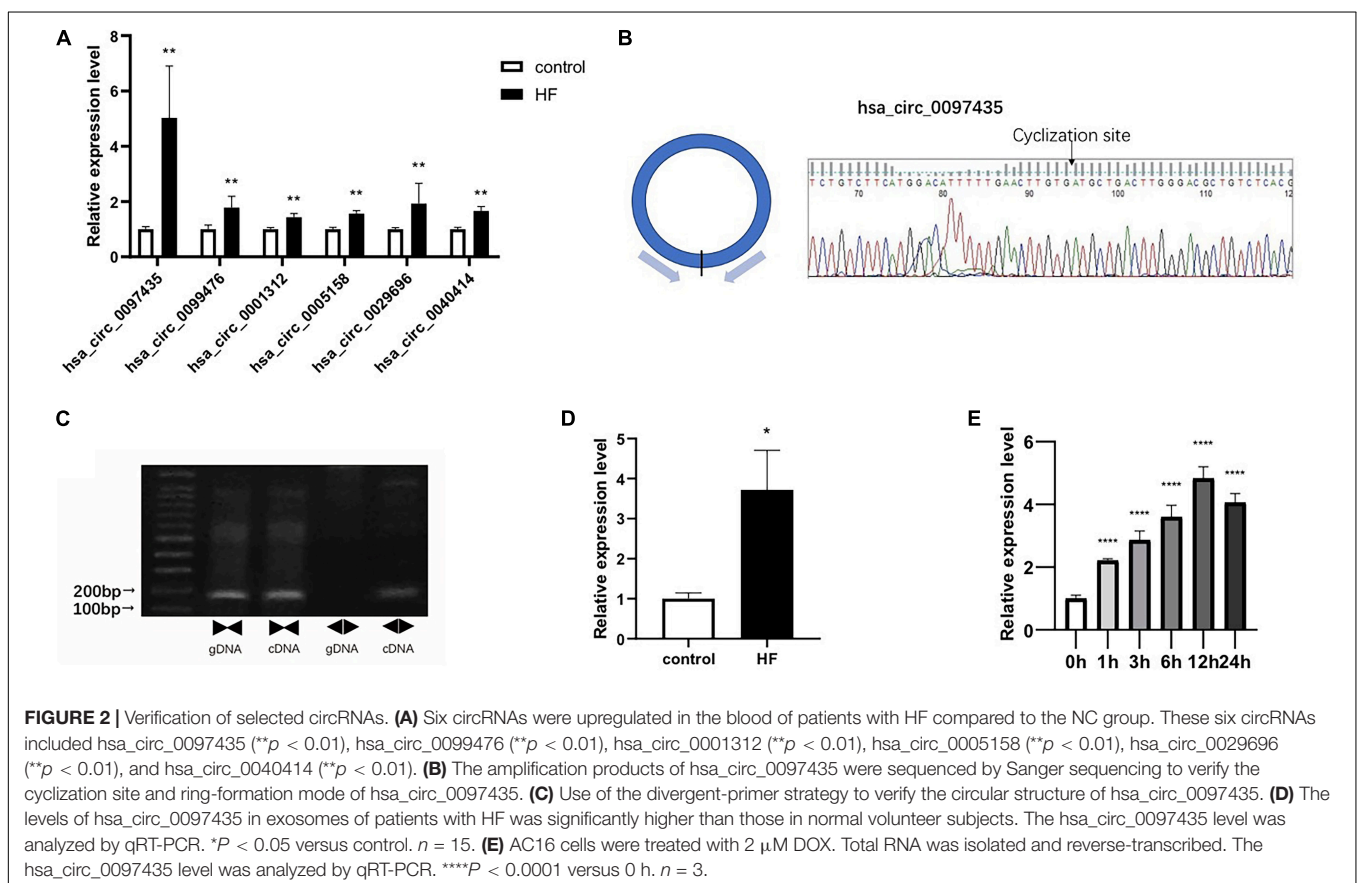 A
Relative expression level
8
6
4
2
0
**
**
**
**
**
**
control
HF
hsa_circ_0097435
hsa_circ_0099476
hsa_circ_0001312
hsa_circ_0005158
hsa_circ_0029696
hsa_circ_0040414
B
hsa_circ_0097435
Cyclization site
TCTGTCTTCATGGACATTTTTGAACTTGTGATGCTGACTTGGGACGCTGTCTCACG
70 80 90 100 110 12
C
200bp→
100bp→
gDNA cDNA gDNA cDNA
D
Relative expression level
5
4
3
2
1
0
*
control HF
E
Relative expression level
6
4
2
0
****
****
****
****
****
0h 1h 3h 6h 12h 24h
FIGURE 2 | Verification of selected circRNAs. (A) Six circRNAs were upregulated in the blood of patients with HF compared to the NC group. These six circRNAs
included hsa_circ_0097435 (**p < 0.01), hsa_circ_0099476 (**p < 0.01), hsa_circ_0001312 (**p < 0.01), hsa_circ_0005158 (**p < 0.01), hsa_circ_0029696
(**p < 0.01), and hsa_circ_0040414 (**p < 0.01). (B) The amplification products of hsa_circ_0097435 were sequenced by Sanger sequencing to verify the
cyclization site and ring-formation mode of hsa_circ_0097435. (C) Use of the divergent-primer strategy to verify the circular structure of hsa_circ_0097435. (D) The
levels of hsa_circ_0097435 in exosomes of patients with HF was significantly higher than those in normal volunteer subjects. The hsa_circ_0097435 level was
analyzed by qRT-PCR. *P < 0.05 versus control. n = 15. (E) AC16 cells were treated with 2 μM DOX. Total RNA was isolated and reverse-transcribed. The
hsa_circ_0097435 level was analyzed by qRT-PCR. ****P < 0.0001 versus 0 h. n = 3.